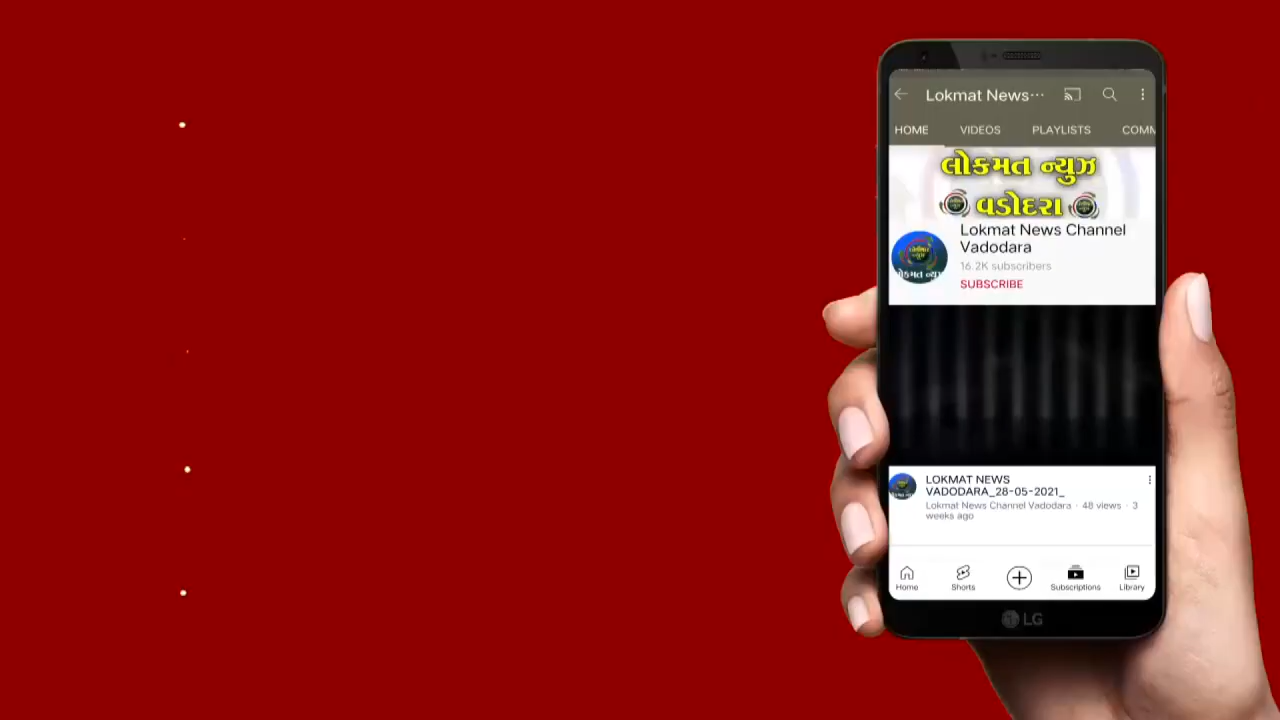 Lokmat News...
HOME VIDEOS PLAYLISTS COMM
લોકમત ન્યુઝ
વડોદરા
Lokmat News Channel
Vadodara
16.2K subscribers
SUBSCRIBE
LOKMAT NEWS
VADODARA_28-05-2021_
Lokmat News Channel Vadodara · 48 views · 3
weeks ago
Home Shorts Subscriptions Library
LG